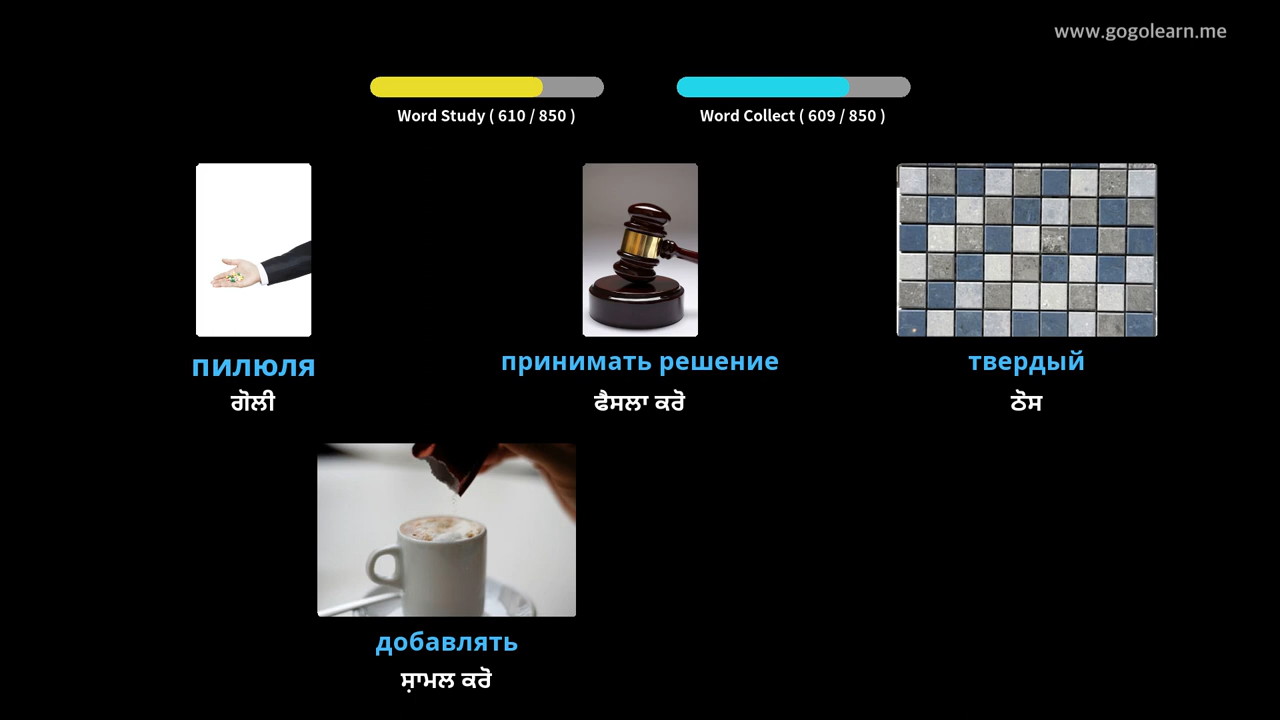 www.gogolearn.me
Word Study ( 610 / 850 )
Word Collect ( 609 / 850 )
пилюля
ਗੋਲੀ
принимать решение
ਫੈਸਲਾ ਕਰੋ
твердый
ਠੋਸ
добавлять
ਸ਼ਾਮਲ ਕਰੋ